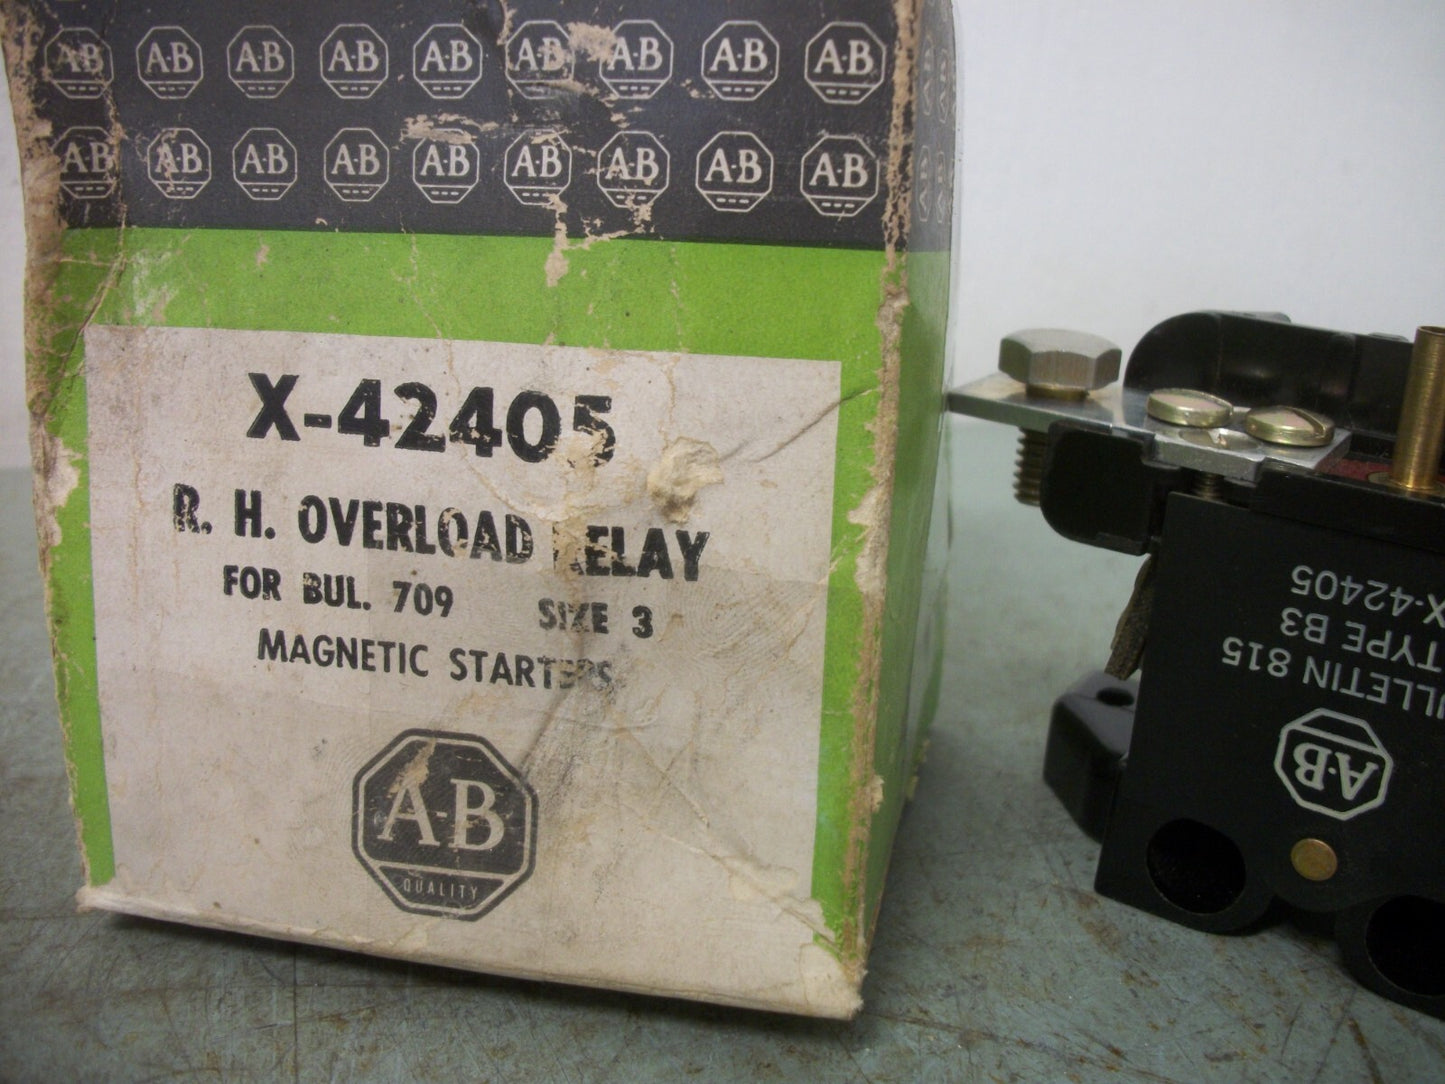 A-B A-B A-B A-B A-B A-B A-B A-B A-B
A-B A-B A-B A-B A-B A-B A-B A-B A-B
X-42405
R. H. OVERLOAD RELAY
FOR BUL. 709 SIZE 3
MAGNETIC STARTERS
A-B
QUALITY
A-B
BULLETIN 815
TYPE B3
X-42405